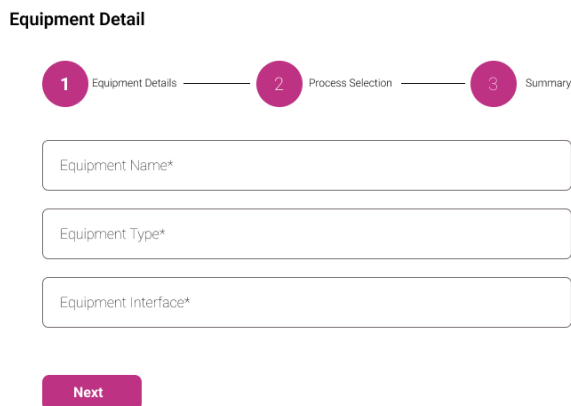 Equipment Detail
1 Equipment Details 2 Process Selection 3 Summary
Equipment Name*
Equipment Type*
Equipment Interface*
Next